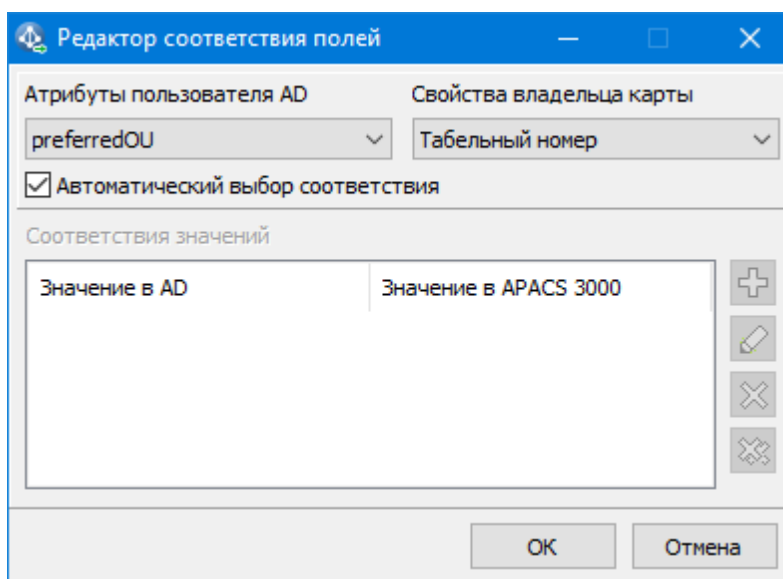 Редактор соответствия полей
Атрибуты пользователя AD Свойства владельца карты
preferredOU Табельный номер
Автоматический выбор соответствия
Соответствия значений
Значение в AD Значение в APACS 3000
ОК Отмена